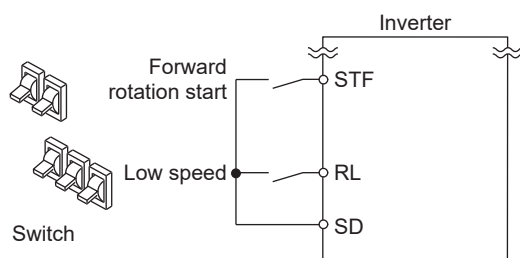 Inverter
Forward
rotation start
STF
Low speed
RL
SD
Switch